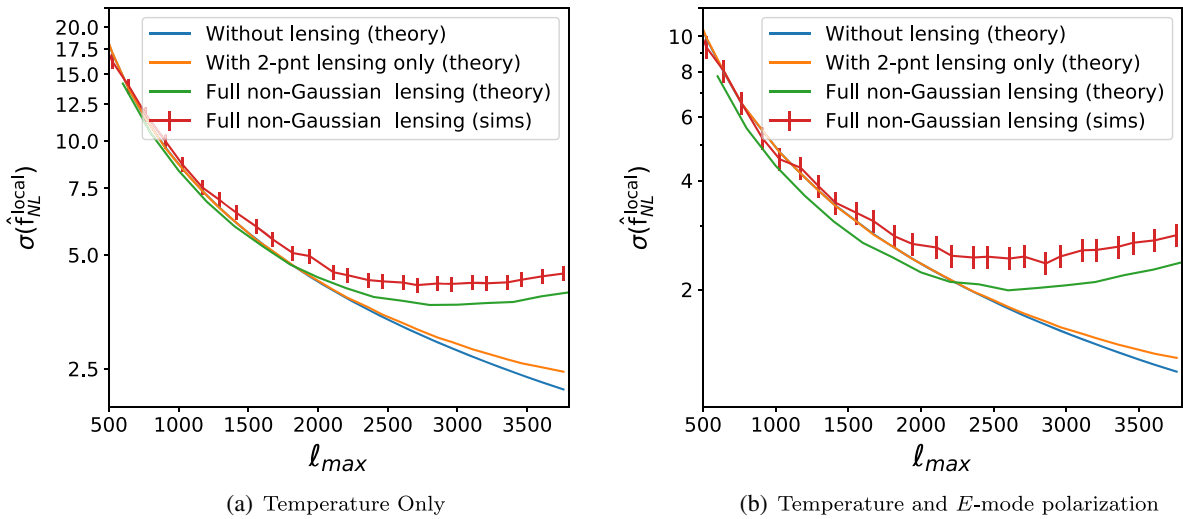 20.0
17.5
15.0
12.5
10.0
7.5
5.0
2.5
σ(f̂_NL^local)
Without lensing (theory)
With 2-pnt lensing only (theory)
Full non-Gaussian  lensing (theory)
Full non-Gaussian  lensing (sims)
500 1000 1500 2000 2500 3000 3500
ℓ_max
(a) Temperature Only
10
8
6
4
2
σ(f̂_NL^local)
Without lensing (theory)
With 2-pnt lensing only (theory)
Full non-Gaussian lensing (theory)
Full non-Gaussian lensing (sims)
500 1000 1500 2000 2500 3000 3500
ℓ_max
(b) Temperature and E-mode polarization